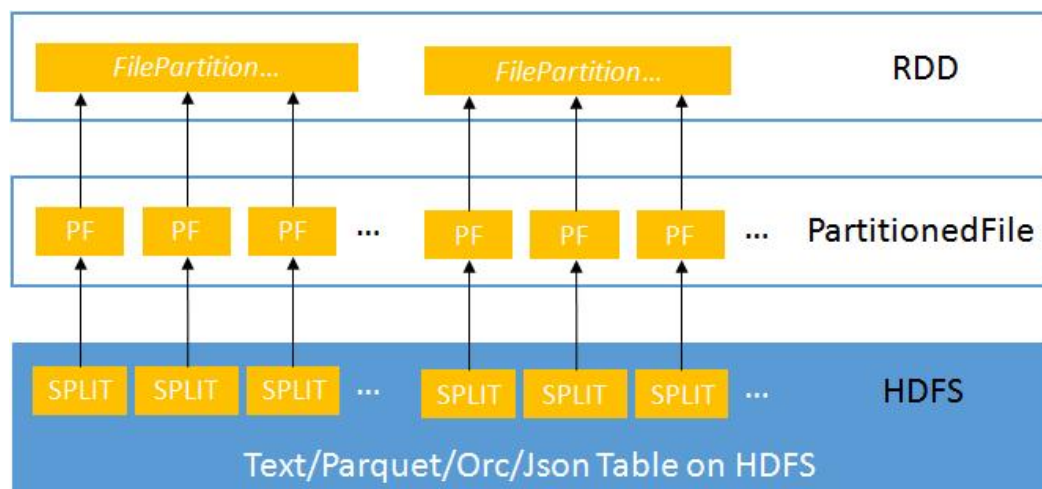 FilePartition... FilePartition... RDD
PF PF PF ... PF PF PF ... PartitionedFile
SPLIT SPLIT SPLIT ... SPLIT SPLIT SPLIT ... HDFS
Text/Parquet/Orc/Json Table on HDFS